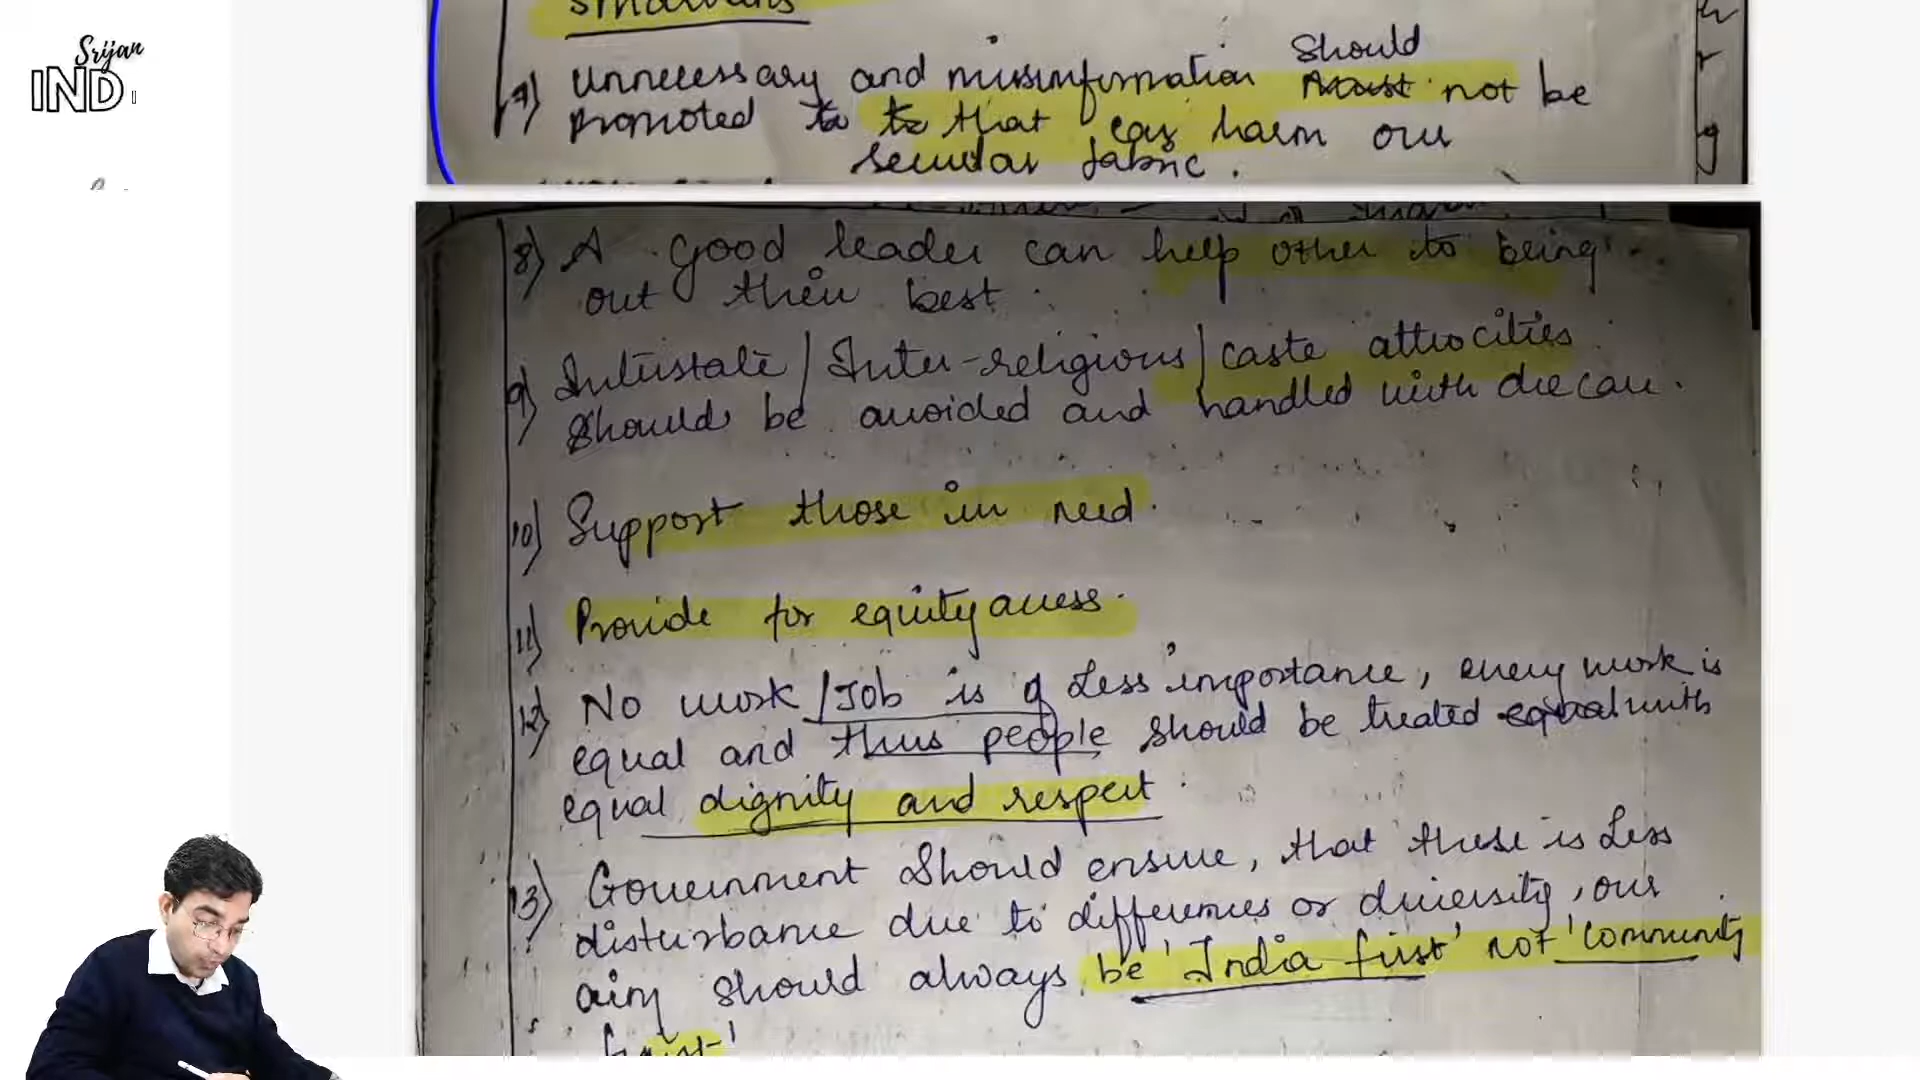 Srijan
IND
7) unnecessary and misinformation should not be
promoted to that can harm our
secular fabric.
8) A good leader can help other to being
out their best.
9) Interstate / Inter-religious / caste attrocities
should be avoided and handled with due care.
10) Support those in need.
11) Provide for equity access.
12) No work / Job is of less importance, every work is
equal and thus people should be treated equal with
equal dignity and respect.
13) Government should ensure, that these is less
disturbance due to differences or diversity, our
aim should always be 'India first' not 'community
first'